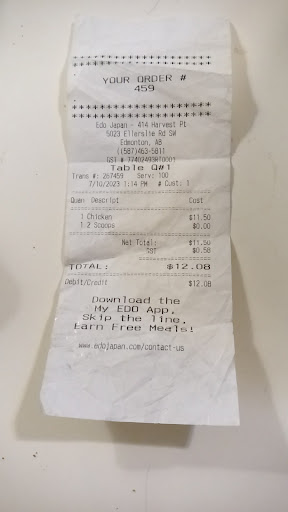 ************************
************************
YOUR ORDER #
459
************************
************************
Edo Japan - 414 Harvest Pt
5023 Ellerslie Rd SW
Edmonton, AB
((587)463-5811
GST # 77402493RT0001
Table Q#1
Trans #: 267459 Serv: 100
7/10/2023 1:14 PM # Cust: 1
Quan Descript Cost
1 Chicken $11.50
1 2 Scoops $0.00
Net Total: $11.50
GST $0.58
TOTAL: $12.08
Debit/Credit $12.08
Download the
My EDO App,
Skip the line,
Earn Free Meals!
www.edojapan.com/contact-us